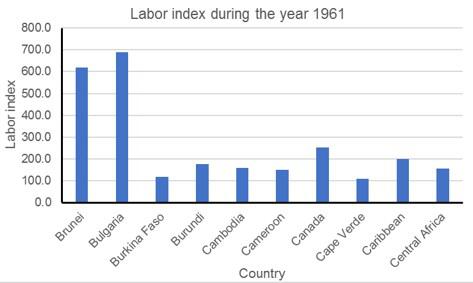 Labor index during the year 1961
800.0
700.0
600.0
500.0
400.0
300.0
200.0
100.0
0.0
Labor index
Brunei
Bulgaria
Burkina Faso
Burundi
Cambodia
Cameroon
Canada
Cape Verde
Caribbean
Central Africa
Country